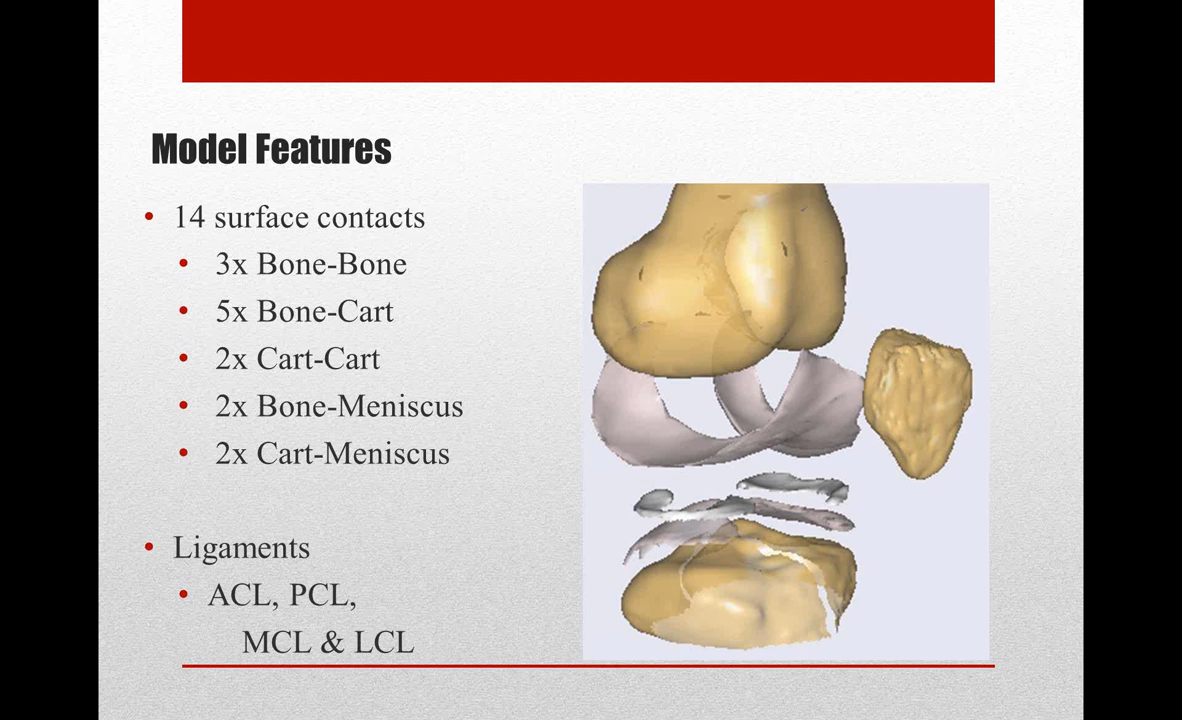 Model Features
• 14 surface contacts
• 3x Bone-Bone
• 5x Bone-Cart
• 2x Cart-Cart
• 2x Bone-Meniscus
• 2x Cart-Meniscus
• Ligaments
• ACL, PCL,
MCL & LCL